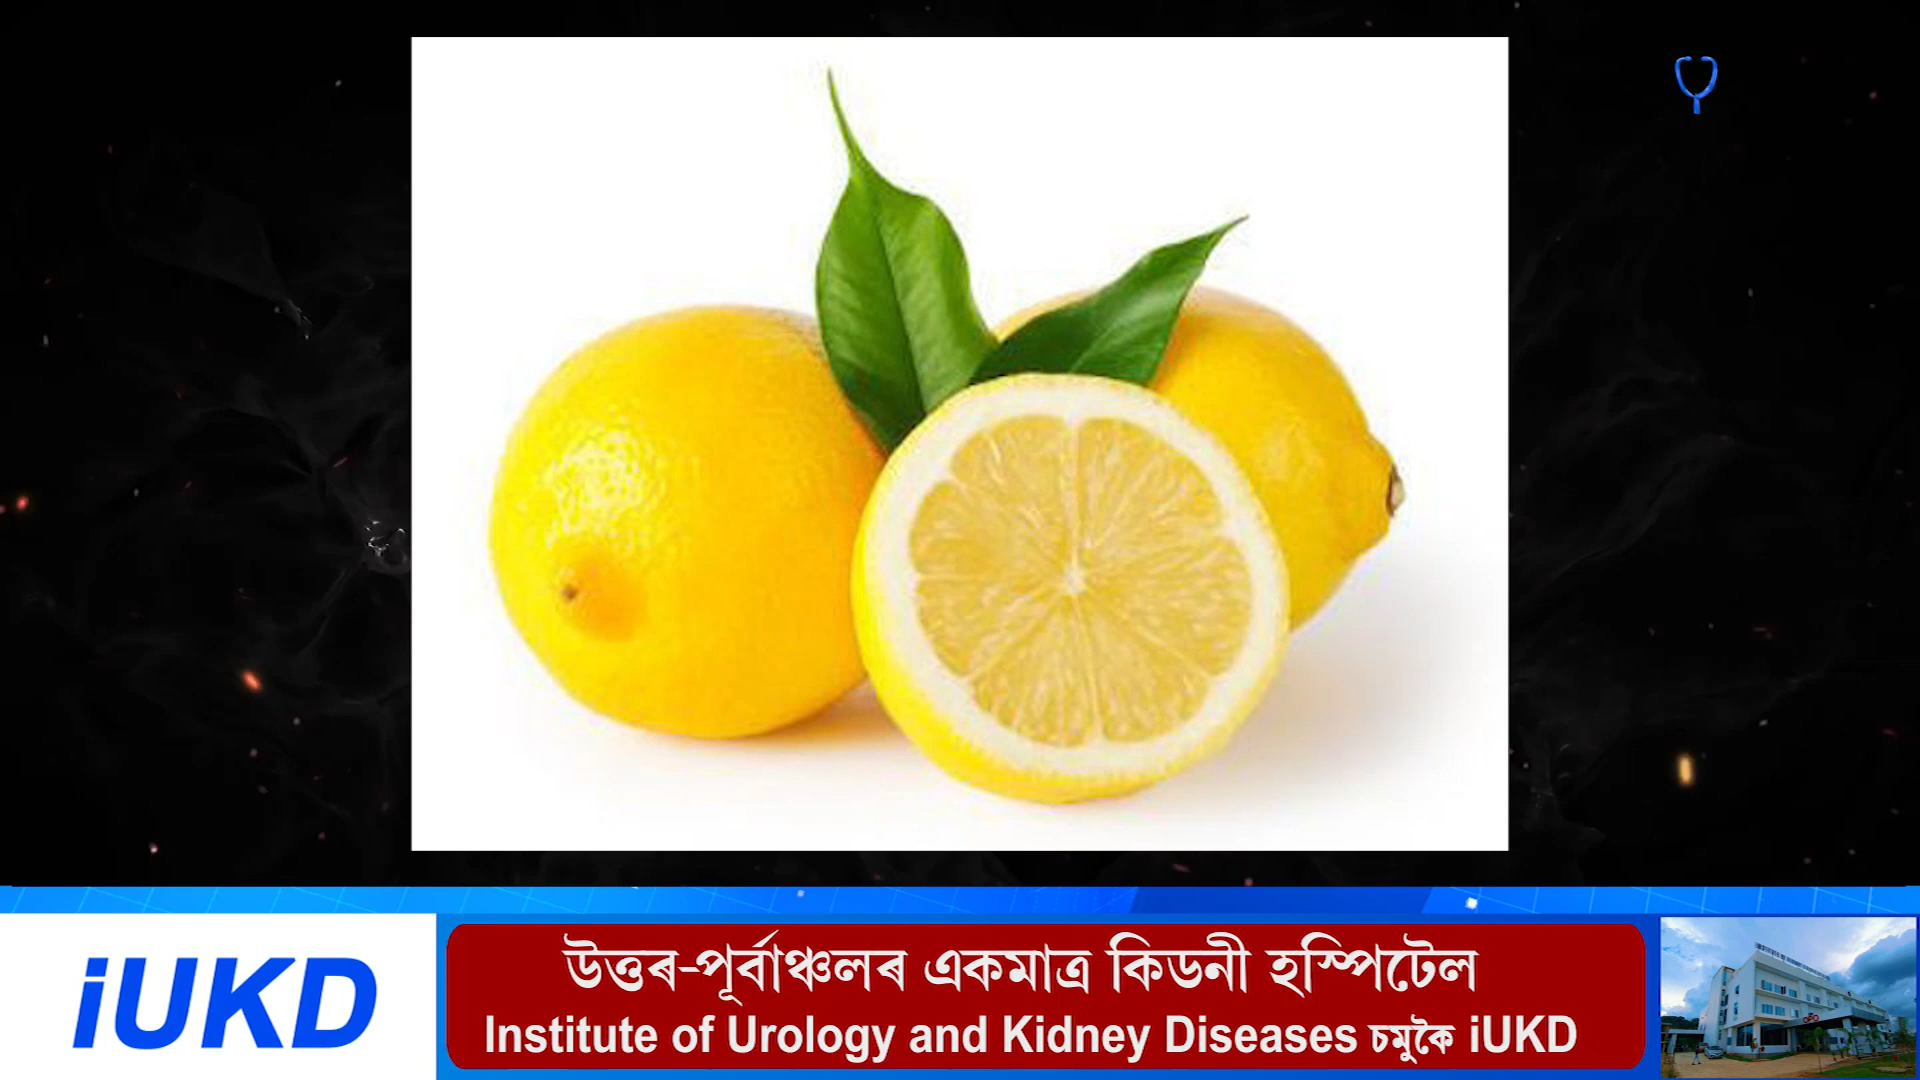 iUKD
উত্তৰ-পূৰ্বাঞ্চলৰ একমাত্ৰ কিডনী হস্পিটেল
Institute of Urology and Kidney Diseases চমুকৈ iUKD